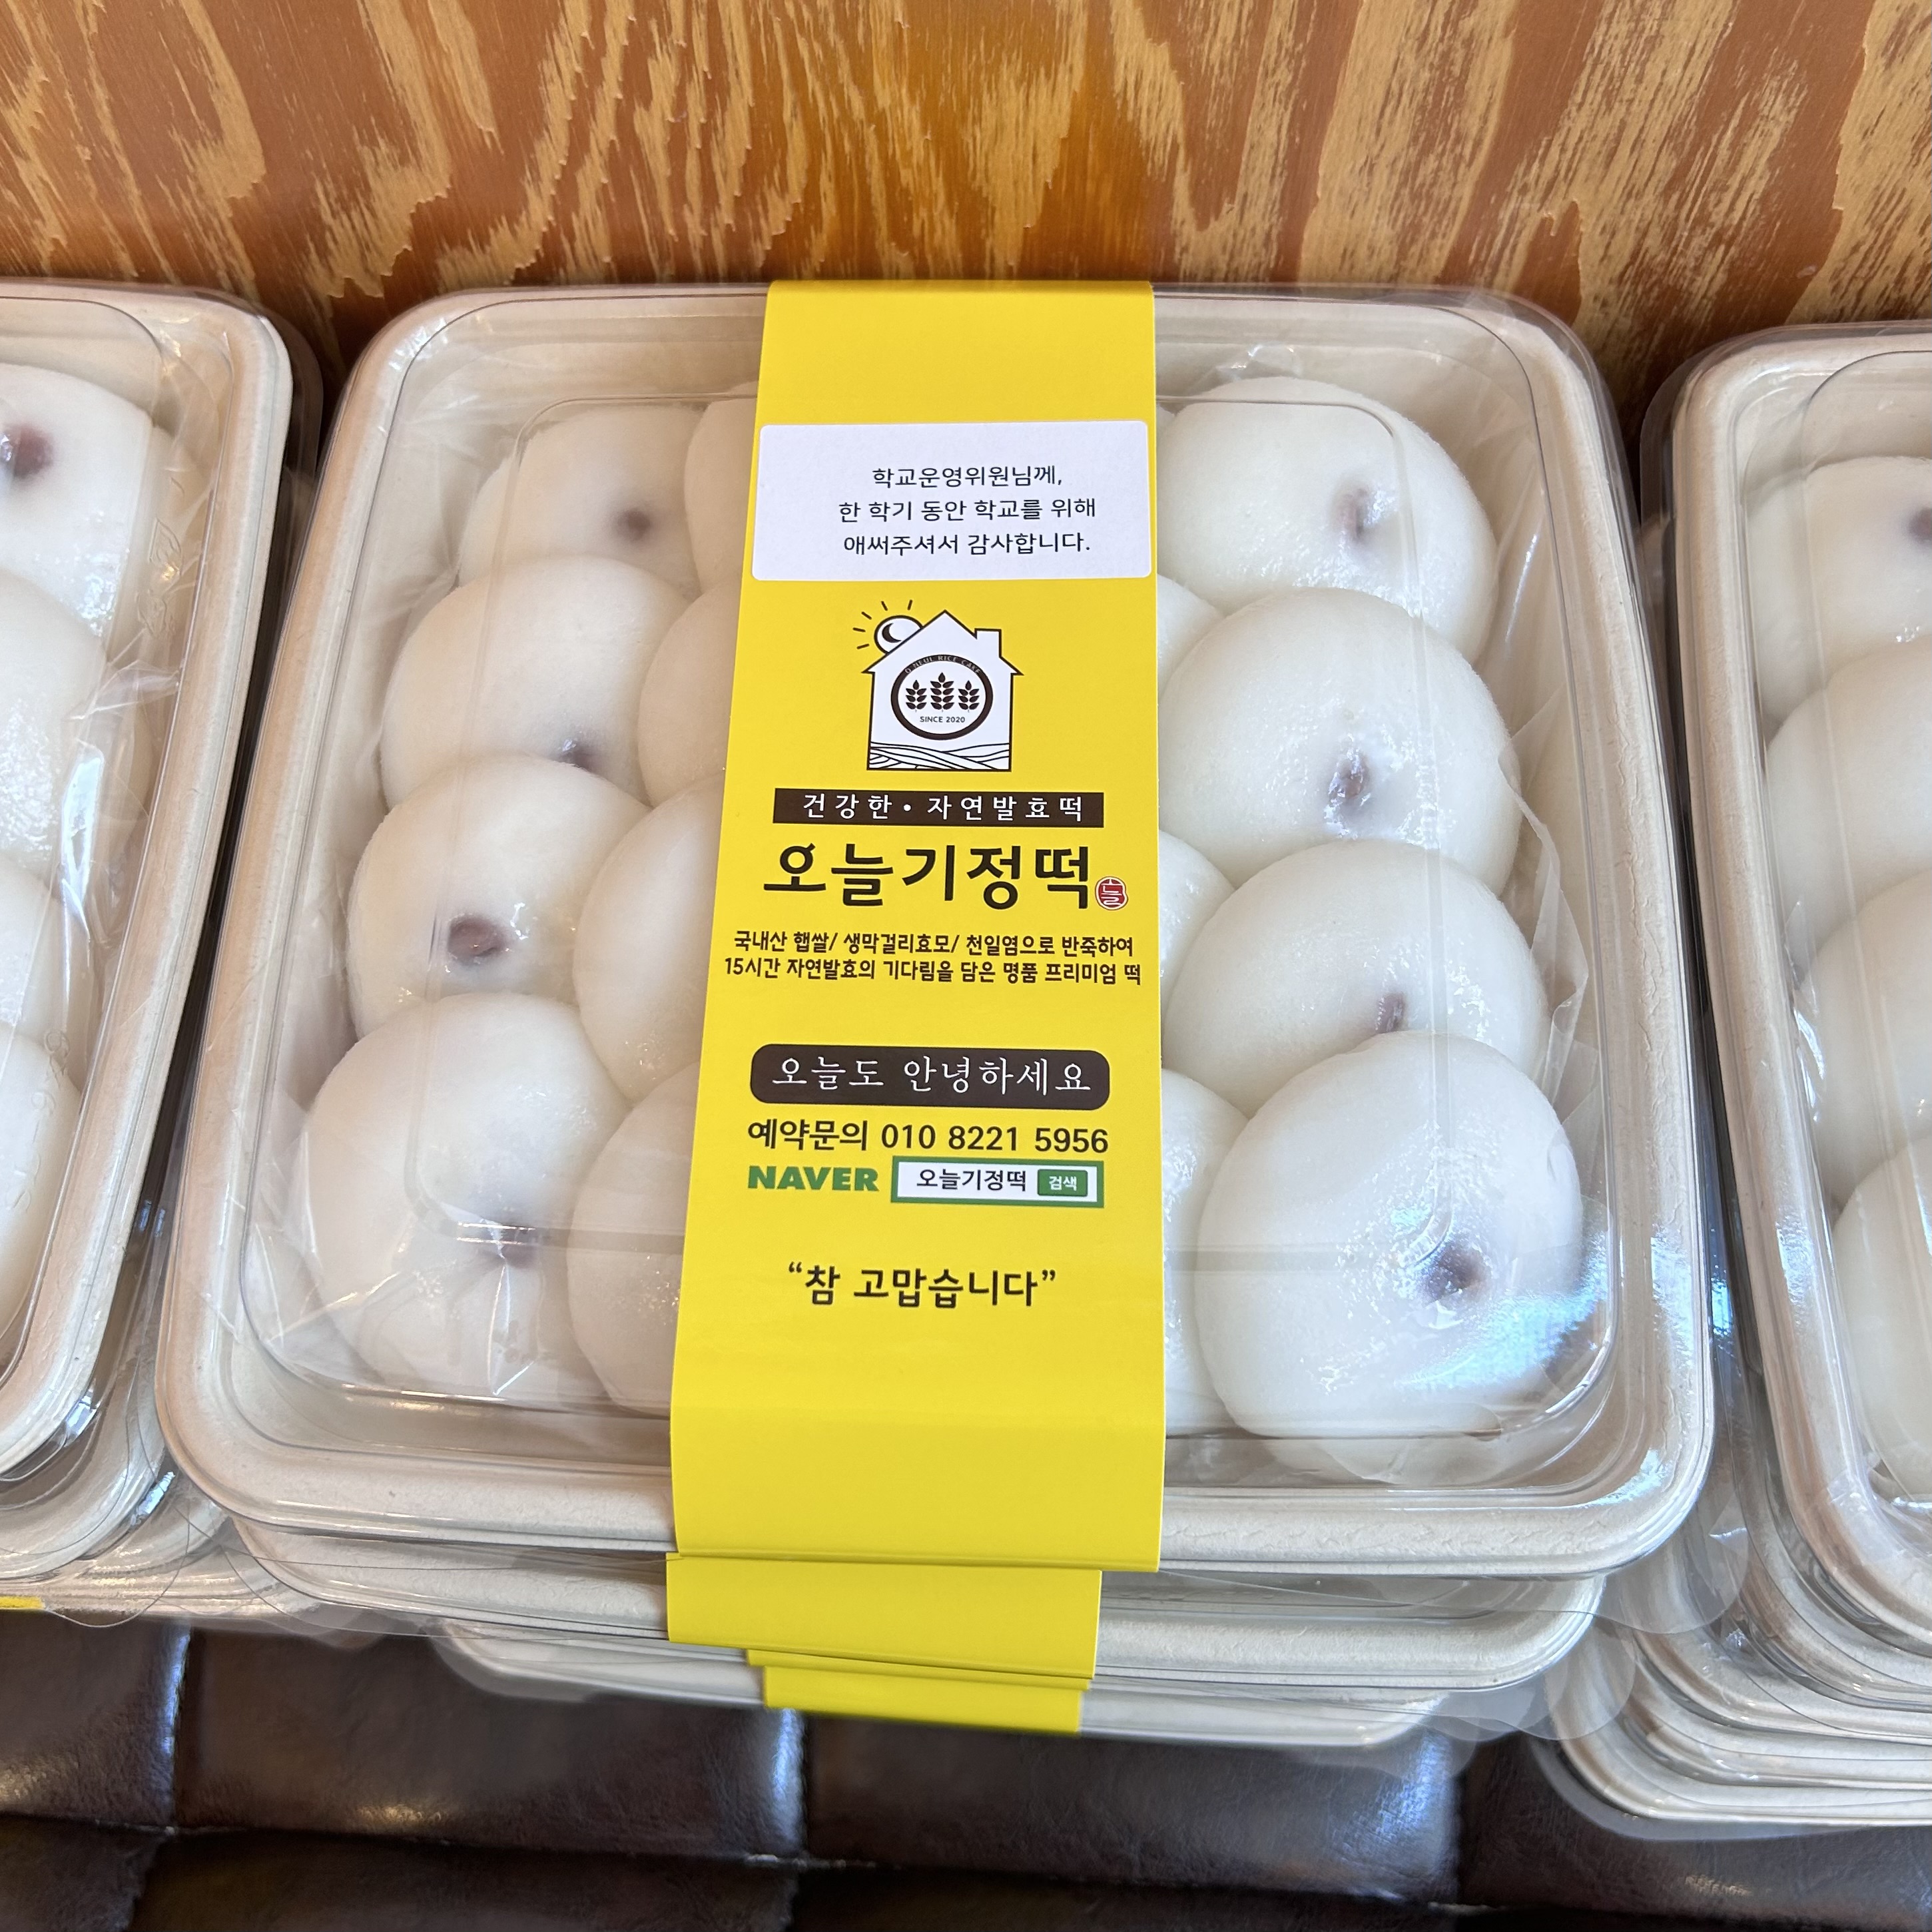 학교운영위원님께,
한 학기 동안 학교를 위해
애써주셔서 감사합니다.
O NEUL RICE CAKE
SINCE 2020
건강한 • 자연발효떡
오늘기정떡
오늘
국내산 햅쌀/ 생막걸리효모/ 천일염으로 반죽하여
15시간 자연발효의 기다림을 담은 명품 프리미엄 떡
오늘도 안녕하세요
예약문의 010 8221 5956
NAVER 오늘기정떡 검색
“참 고맙습니다”